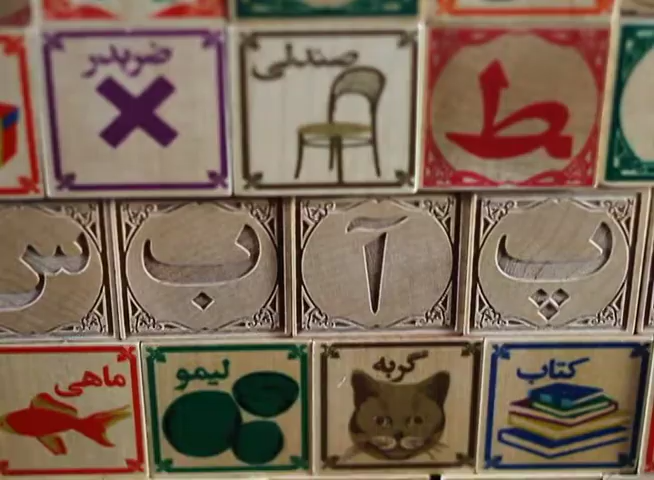 ضربدر
صندلی
ط
س
ب
آ
پ
ماهی
لیمو
گربه
کتاب